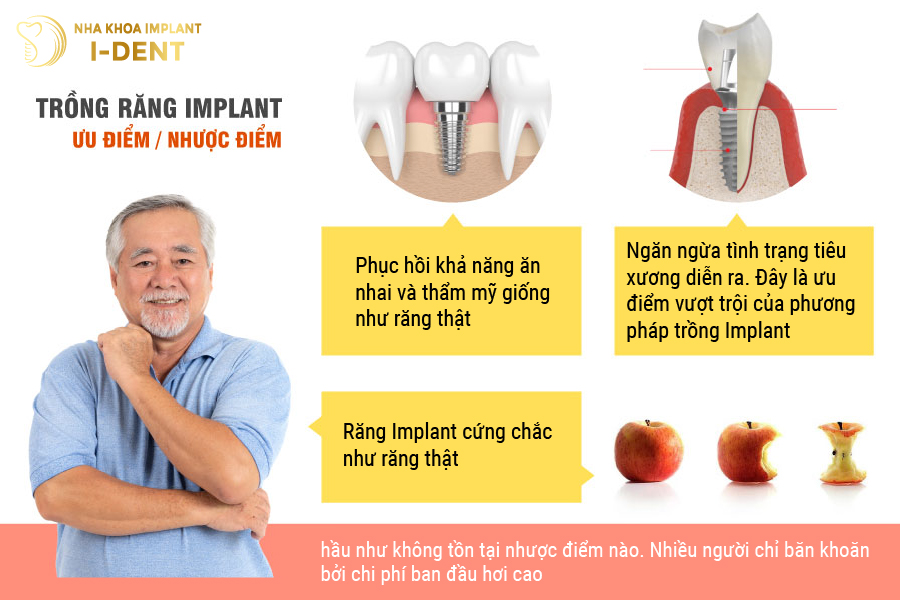 NHA KHOA IMPLANT
I-DENT
TRỒNG RĂNG IMPLANT
ƯU ĐIỂM / NHƯỢC ĐIỂM
Phục hồi khả năng ăn
nhai và thẩm mỹ giống
như răng thật
Ngăn ngừa tình trạng tiêu
xương diễn ra. Đây là ưu
điểm vượt trội của phương
pháp trồng Implant
Răng Implant cứng chắc
như răng thật
hầu như không tồn tại nhược điểm nào. Nhiều người chỉ băn khoăn
bởi chi phí ban đầu hơi cao